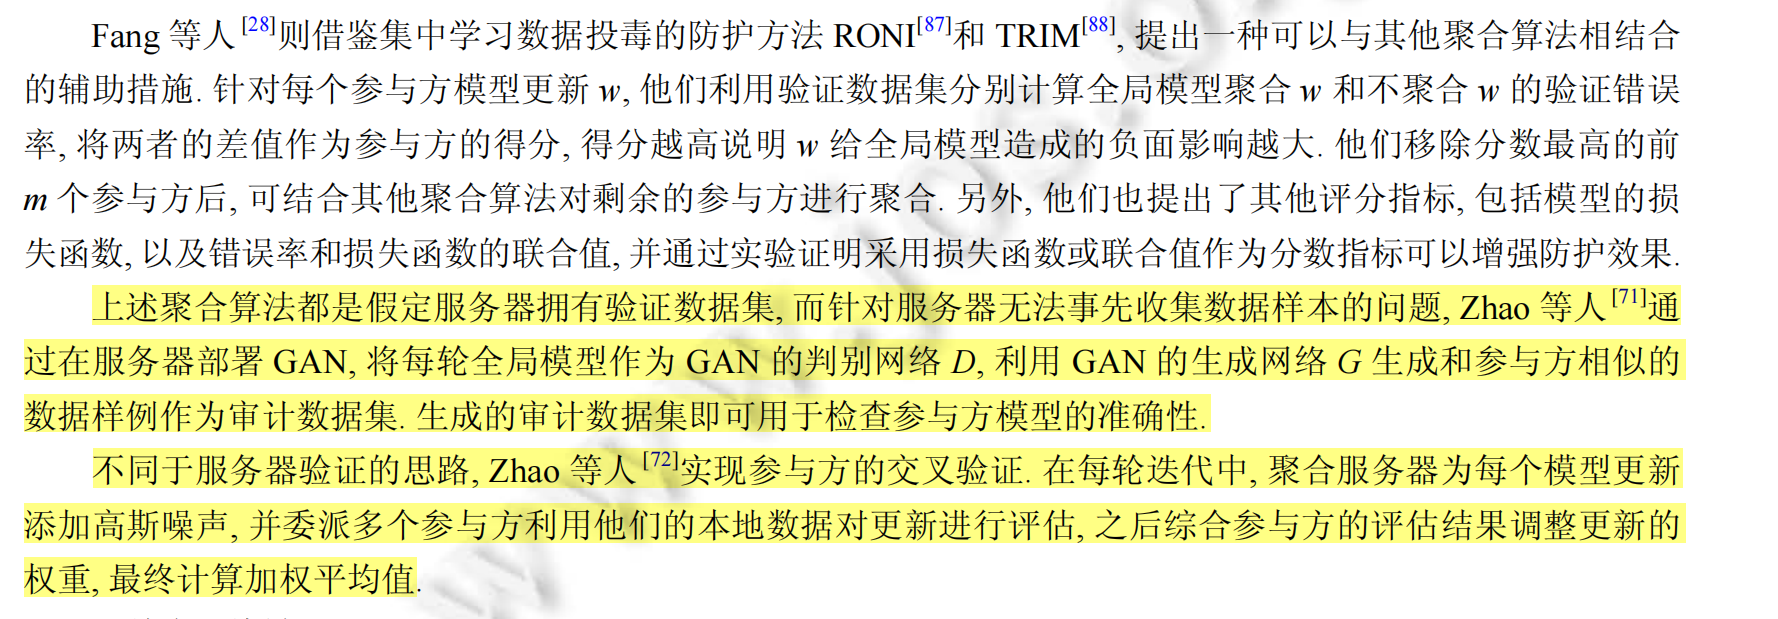 Fang 等人[28]则借鉴集中学习数据投毒的防护方法 RONI[87]和 TRIM[88], 提出一种可以与其他聚合算法相结合
的辅助措施. 针对每个参与方模型更新 w, 他们利用验证数据集分别计算全局模型聚合 w 和不聚合 w 的验证错误
率, 将两者的差值作为参与方的得分, 得分越高说明 w 给全局模型造成的负面影响越大. 他们移除分数最高的前
m 个参与方后, 可结合其他聚合算法对剩余的参与方进行聚合. 另外, 他们也提出了其他评分指标, 包括模型的损
失函数, 以及错误率和损失函数的联合值, 并通过实验证明采用损失函数或联合值作为分数指标可以增强防护效果.
上述聚合算法都是假定服务器拥有验证数据集, 而针对服务器无法事先收集数据样本的问题, Zhao 等人[71]通
过在服务器部署 GAN, 将每轮全局模型作为 GAN 的判别网络 D, 利用 GAN 的生成网络 G 生成和参与方相似的
数据样例作为审计数据集. 生成的审计数据集即可用于检查参与方模型的准确性.
不同于服务器验证的思路, Zhao 等人[72]实现参与方的交叉验证. 在每轮迭代中, 聚合服务器为每个模型更新
添加高斯噪声, 并委派多个参与方利用他们的本地数据对更新进行评估, 之后综合参与方的评估结果调整更新的
权重, 最终计算加权平均值.